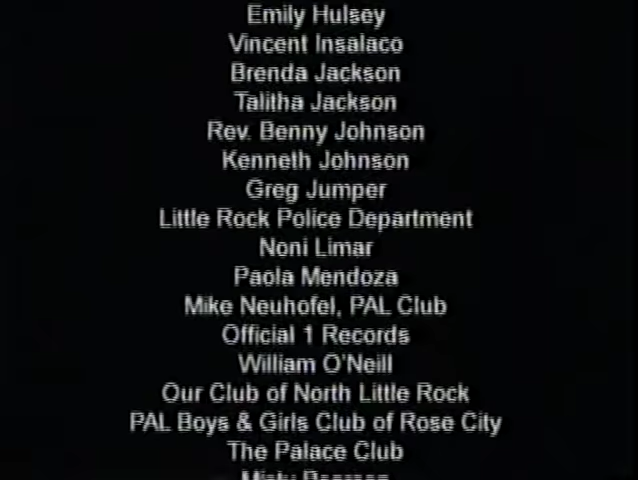 Emily Hulsey
Vincent Insalaco
Brenda Jackson
Talitha Jackson
Rev. Benny Johnson
Kenneth Johnson
Greg Jumper
Little Rock Police Department
Noni Limar
Paola Mendoza
Mike Neuhofel, PAL Club
Official 1 Records
William O'Neill
Our Club of North Little Rock
PAL Boys & Girls Club of Rose City
The Palace Club